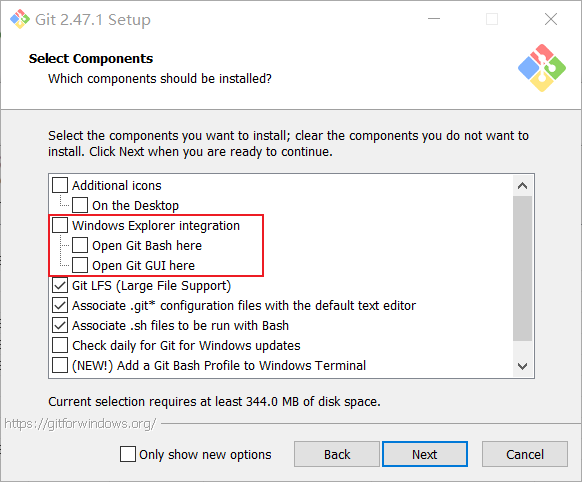 Git 2.47.1 Setup
Select Components
Which components should be installed?
Select the components you want to install; clear the components you do not want to
install. Click Next when you are ready to continue.
Additional icons
On the Desktop
Windows Explorer integration
Open Git Bash here
Open Git GUI here
Git LFS (Large File Support)
Associate .git* configuration files with the default text editor
Associate .sh files to be run with Bash
Check daily for Git for Windows updates
(NEW!) Add a Git Bash Profile to Windows Terminal
Current selection requires at least 344.0 MB of disk space.
https://gitforwindows.org/
Only show new options
Back
Next
Cancel